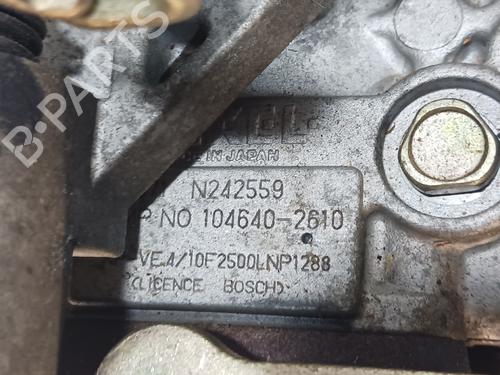 B-PARTS
IN JAPAN
N242559
NO 104640-2610
VE4/10F2500LNP1288
(LICENCE BOSCH)